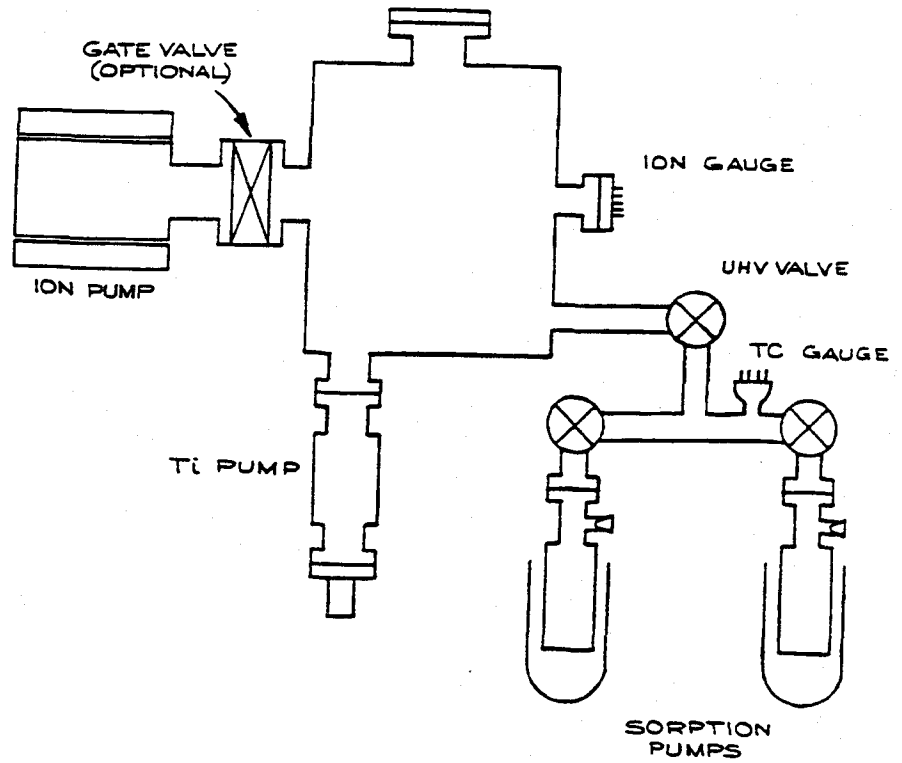 GATE VALVE
(OPTIONAL)
ION GAUGE
UHV VALVE
ION PUMP
TC GAUGE
Ti PUMP
SORPTION
PUMPS